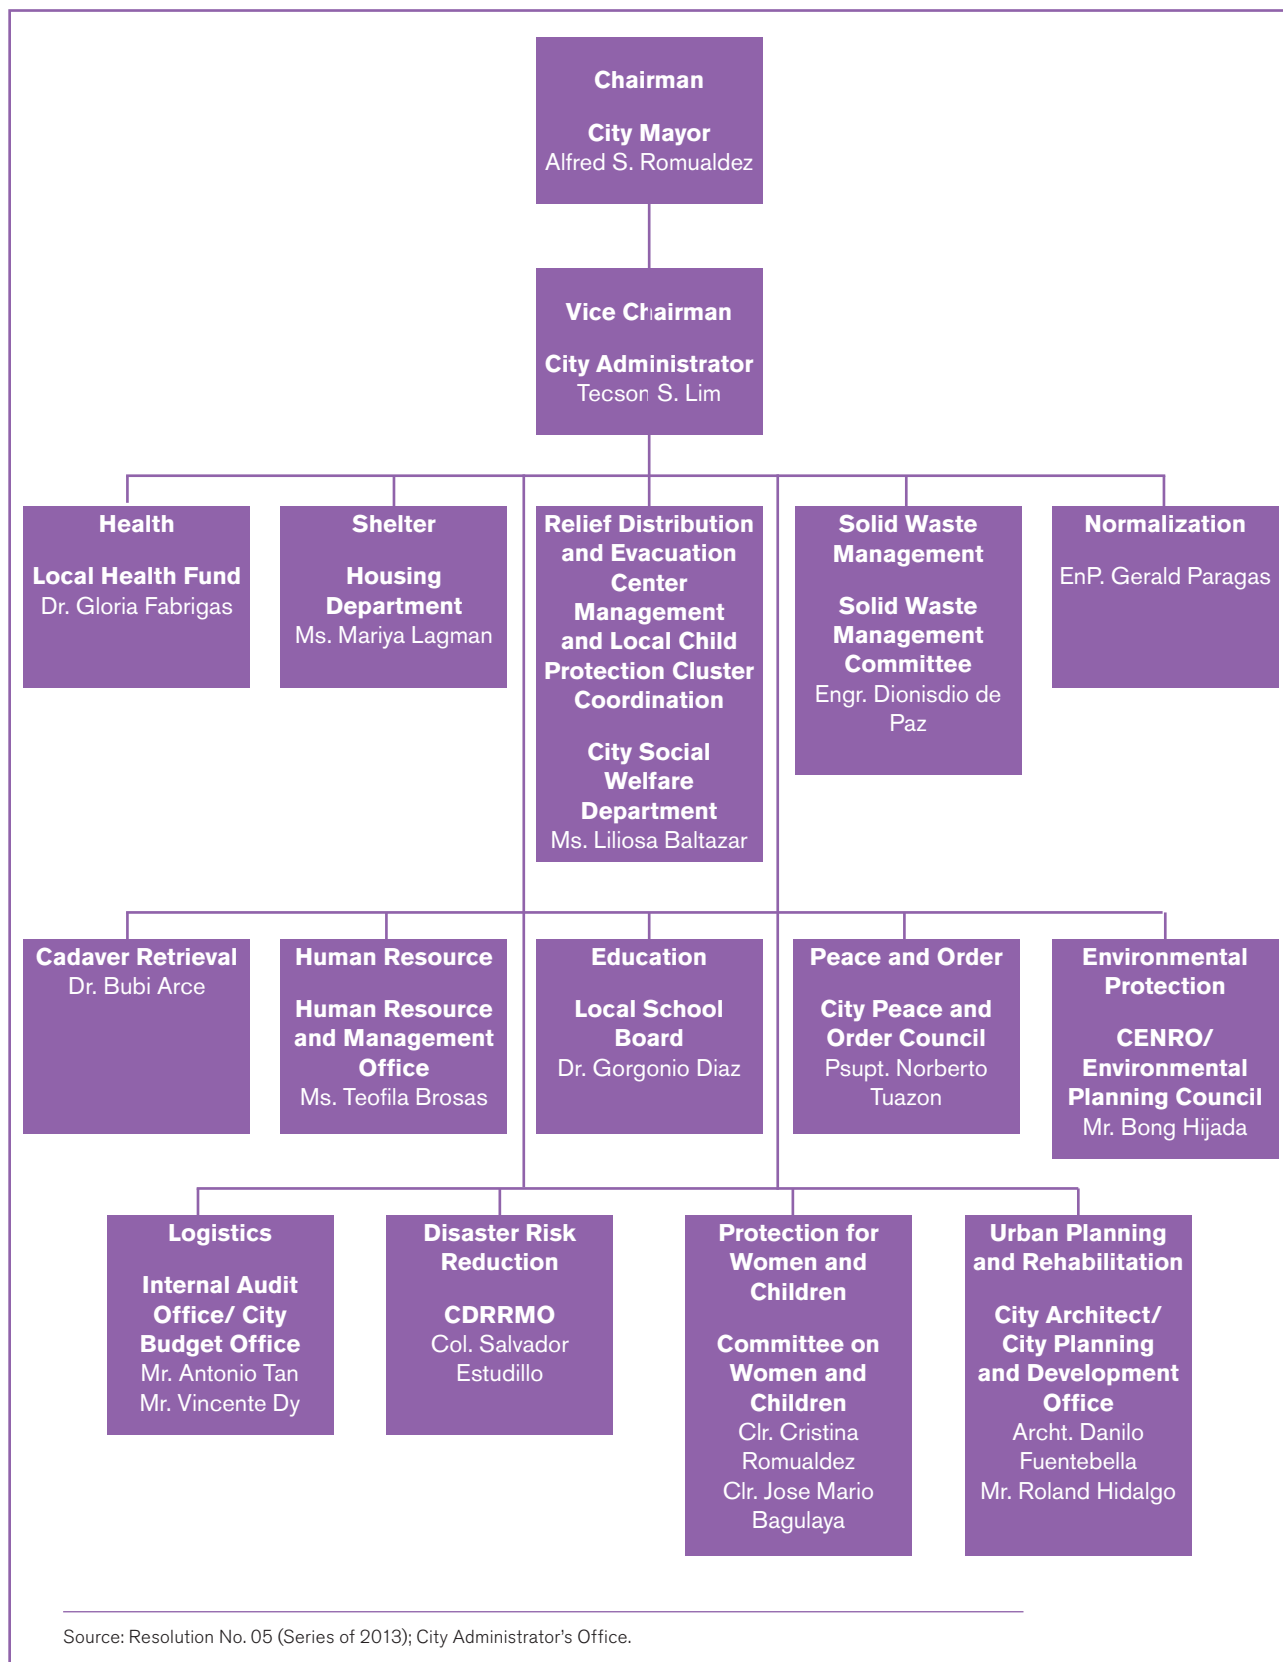 Chairman
City Mayor
Alfred S. Romualdez
Vice Chairman
City Administrator
Tecson S. Lim
Health
Local Health Fund
Dr. Gloria Fabrigas
Shelter
Housing
Department
Ms. Mariya Lagman
Relief Distribution
and Evacuation
Center
Management
and Local Child
Protection Cluster
Coordination
City Social
Welfare
Department
Ms. Liliosa Baltazar
Solid Waste
Management
Solid Waste
Management
Committee
Engr. Dionisdio de
Paz
Normalization
EnP. Gerald Paragas
Cadaver Retrieval
Dr. Bubi Arce
Human Resource
Human Resource
and Management
Office
Ms. Teofila Brosas
Education
Local School
Board
Dr. Gorgonio Diaz
Peace and Order
City Peace and
Order Council
Psupt. Norberto
Tuazon
Environmental
Protection
CENRO/
Environmental
Planning Council
Mr. Bong Hijada
Logistics
Internal Audit
Office/ City
Budget Office
Mr. Antonio Tan
Mr. Vincente Dy
Disaster Risk
Reduction
CDRRMO
Col. Salvador
Estudillo
Protection for
Women and
Children
Committee on
Women and
Children
Clr. Cristina
Romualdez
Clr. Jose Mario
Bagulaya
Urban Planning
and Rehabilitation
City Architect/
City Planning
and Development
Office
Archt. Danilo
Fuentebella
Mr. Roland Hidalgo
Source: Resolution No. 05 (Series of 2013); City Administrator's Office.